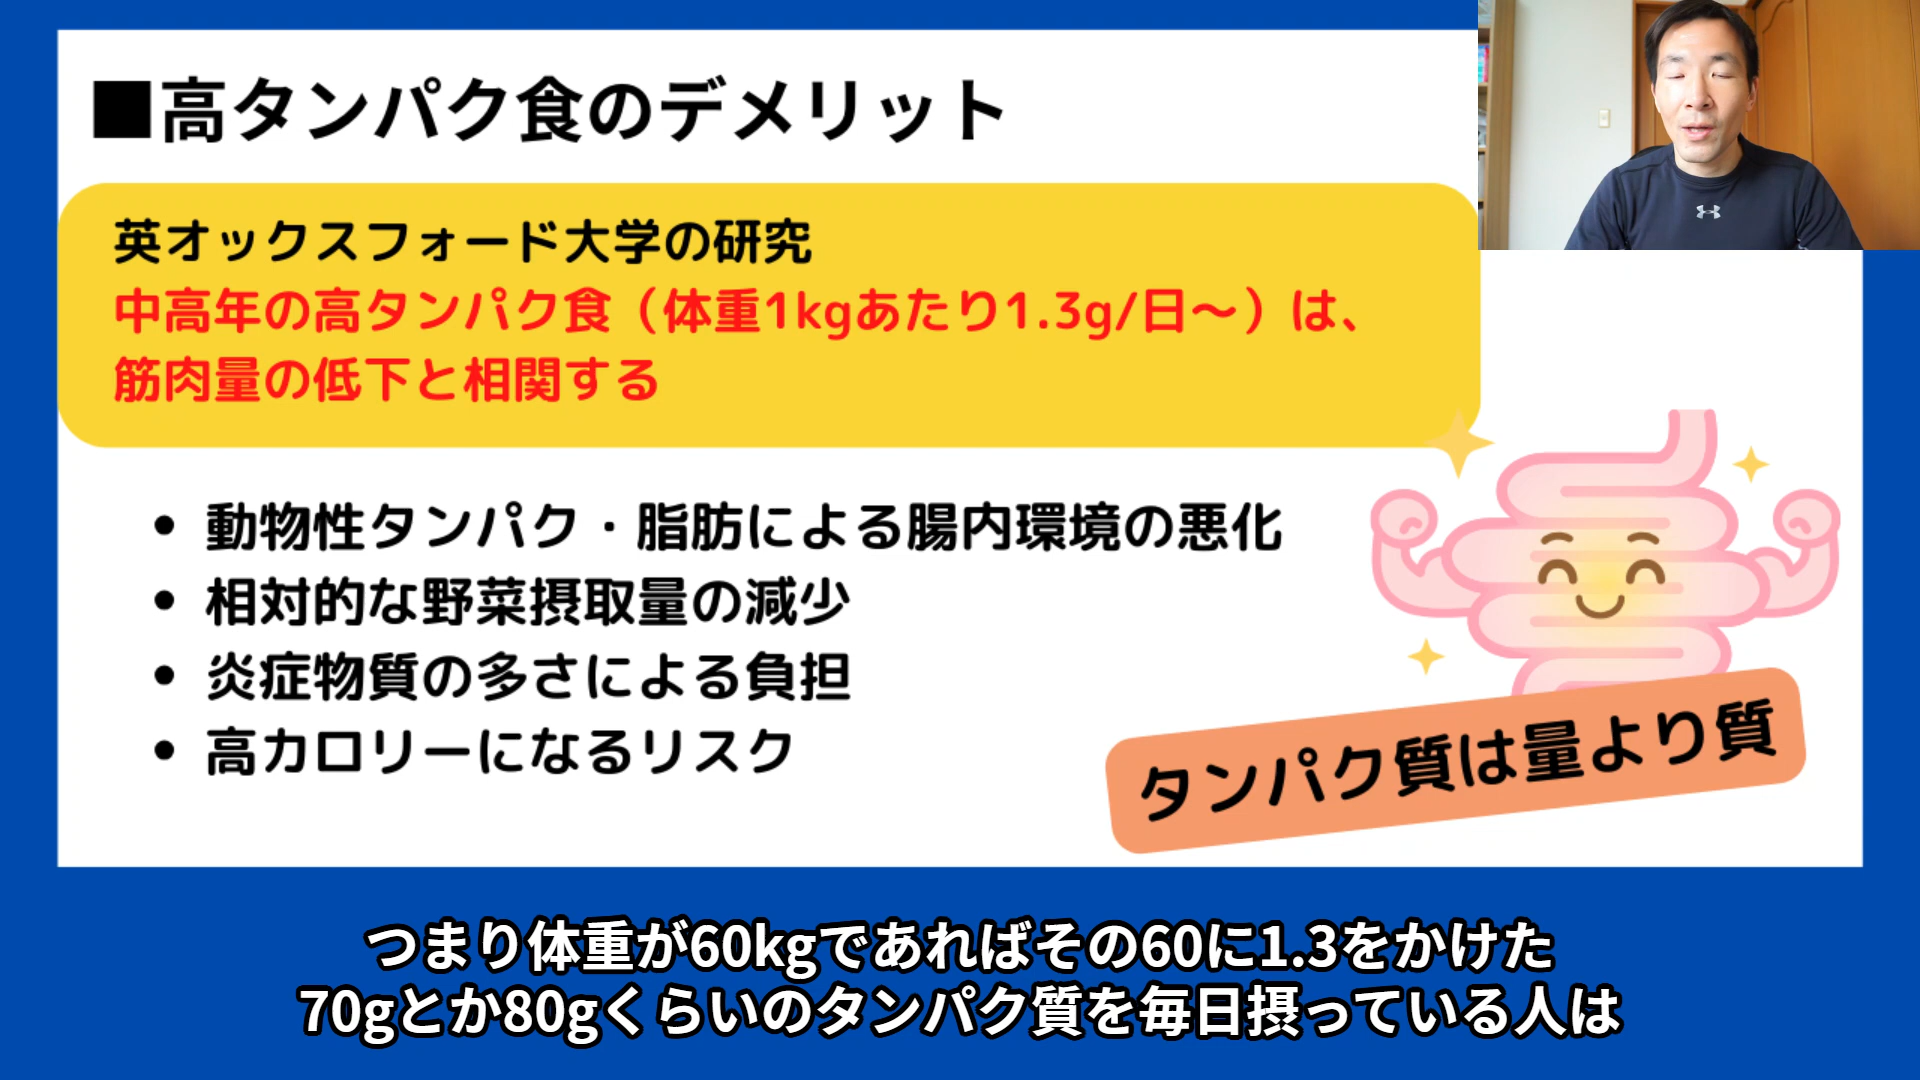 ■高タンパク食のデメリット
英オックスフォード大学の研究
中高年の高タンパク食（体重1kgあたり1.3g/日～）は、
筋肉量の低下と相関する
• 動物性タンパク・脂肪による腸内環境の悪化
• 相対的な野菜摂取量の減少
• 炎症物質の多さによる負担
• 高カロリーになるリスク
タンパク質は量より質
つまり体重が60kgであればその60に1.3をかけた
70gとか80gくらいのタンパク質を毎日摂っている人は